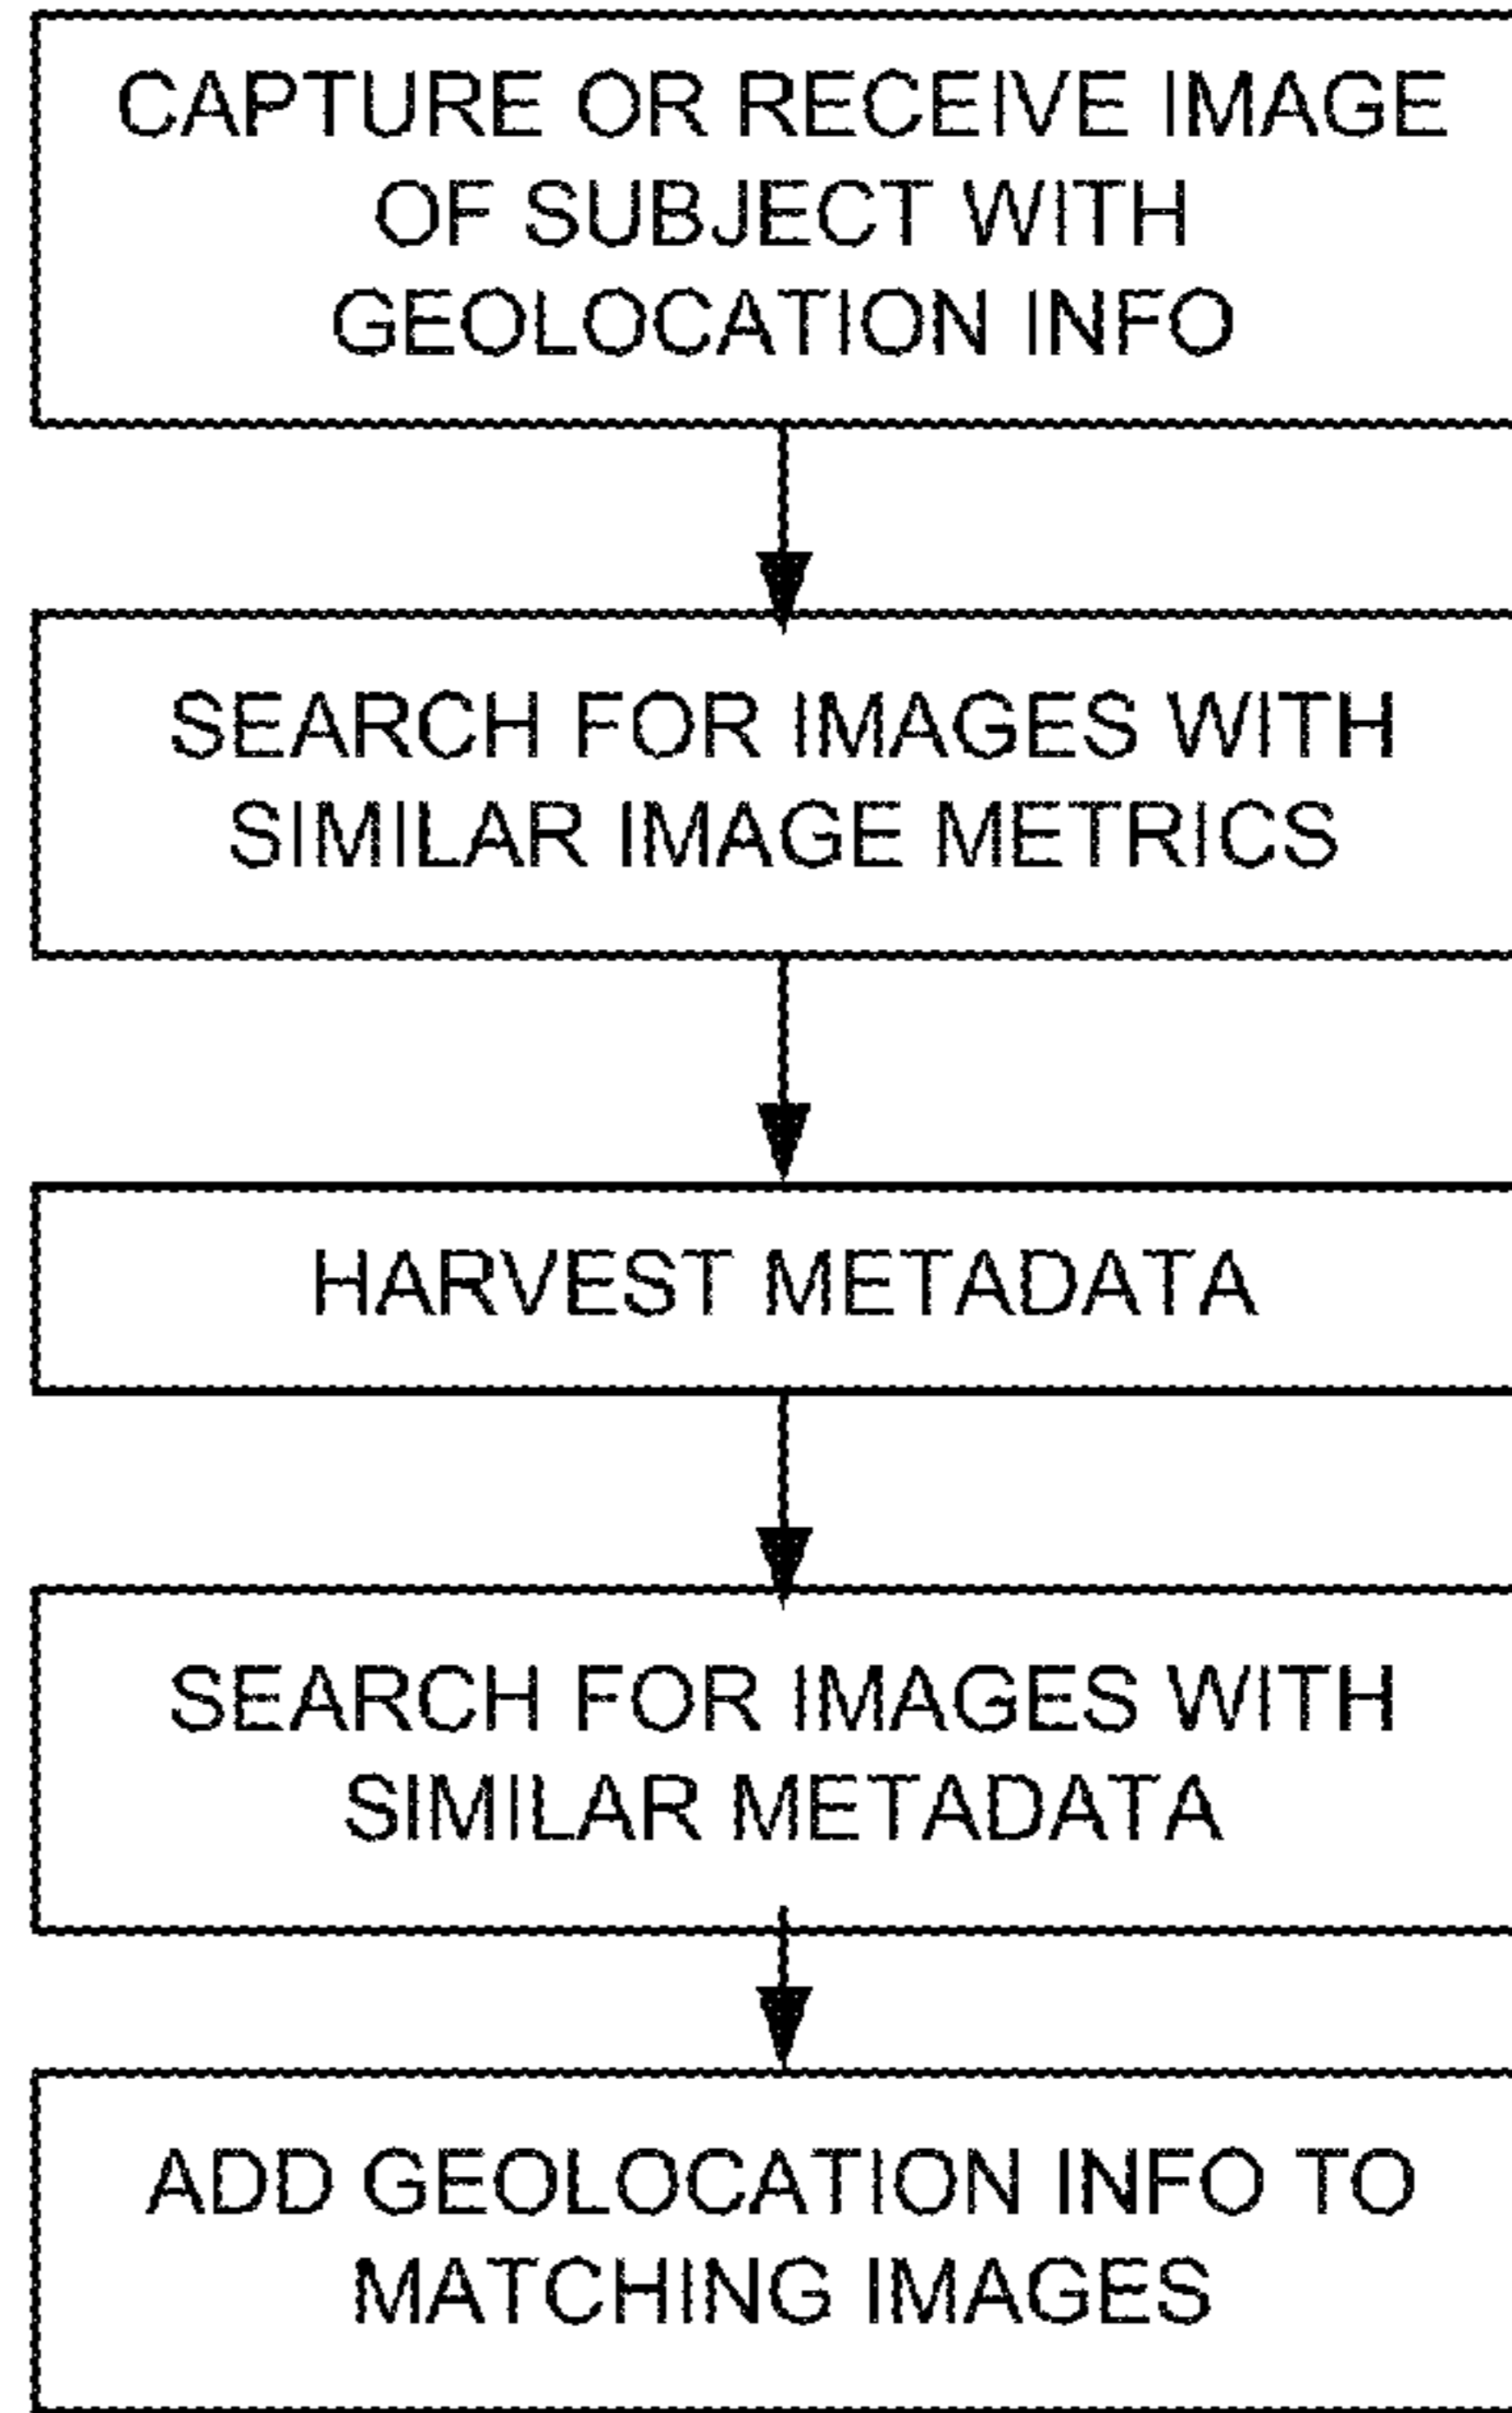 CAPTURE OR RECEIVE IMAGE
OF SUBJECT WITH
GEOLOCATION INFO
SEARCH FOR IMAGES WITH
SIMILAR IMAGE METRICS
HARVEST METADATA
SEARCH FOR IMAGES WITH
SIMILAR METADATA
ADD GEOLOCATION INFO TO
MATCHING IMAGES